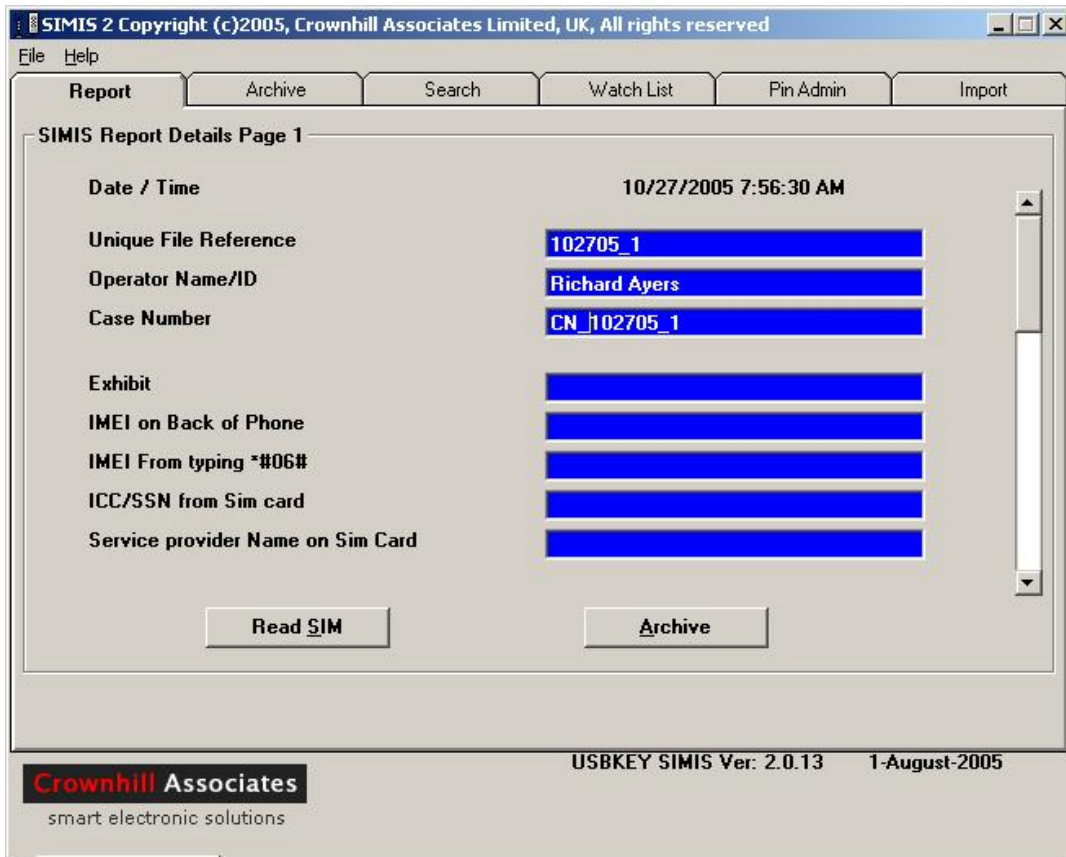 SIMIS 2 Copyright (c)2005, Crownhill Associates Limited, UK, All rights reserved
File Help
Report Archive Search Watch List Pin Admin Import
SIMIS Report Details Page 1
Date / Time 10/27/2005 7:56:30 AM
Unique File Reference 102705_1
Operator Name/ID Richard Ayers
Case Number CN_102705_1
Exhibit
IMEI on Back of Phone
IMEI From typing *#06#
ICC/SSN from Sim card
Service provider Name on Sim Card
Read SIM Archive
USBKEY SIMIS Ver: 2.0.13 1-August-2005
Crownhill Associates
smart electronic solutions